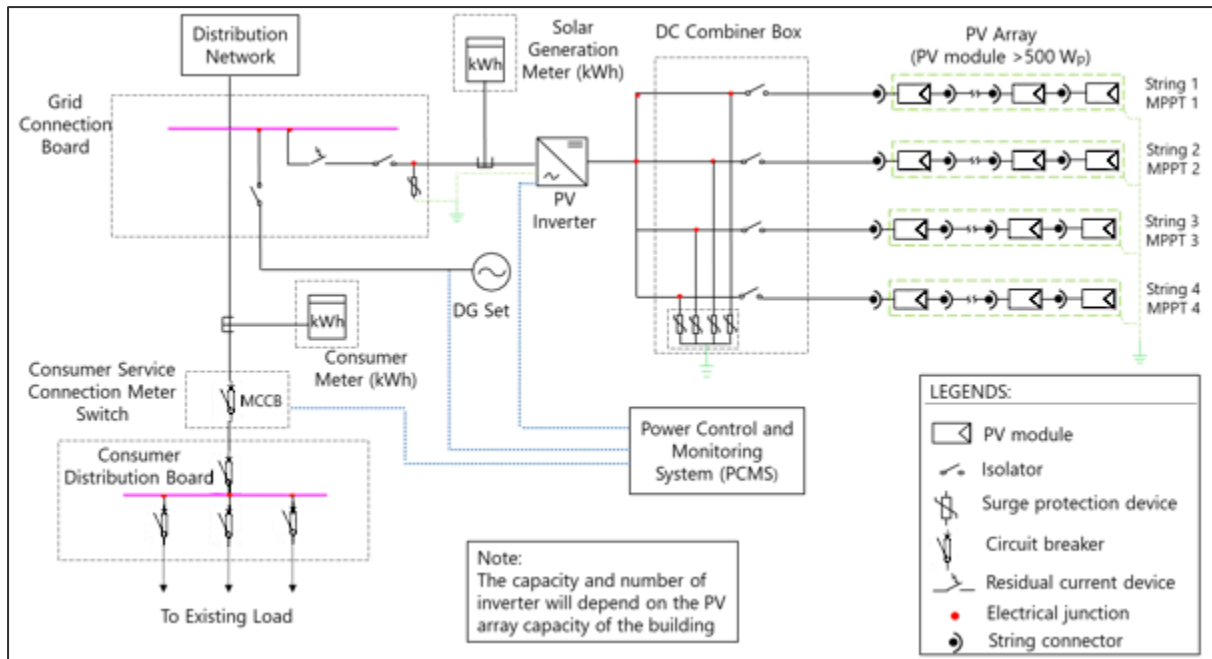 Distribution
Network
Solar
Generation
Meter (kWh)
kWh
DC Combiner Box
PV Array
(PV module >500 Wₚ)
Grid
Connection
Board
String 1
MPPT 1
String 2
MPPT 2
String 3
MPPT 3
String 4
MPPT 4
PV
Inverter
DG Set
kWh
Consumer
Meter (kWh)
Consumer Service
Connection Meter
Switch
MCCB
Consumer
Distribution Board
To Existing Load
Power Control and
Monitoring
System (PCMS)
Note:
The capacity and number of
inverter will depend on the PV
array capacity of the building
LEGENDS:
PV module
Isolator
Surge protection device
Circuit breaker
Residual current device
Electrical junction
String connector